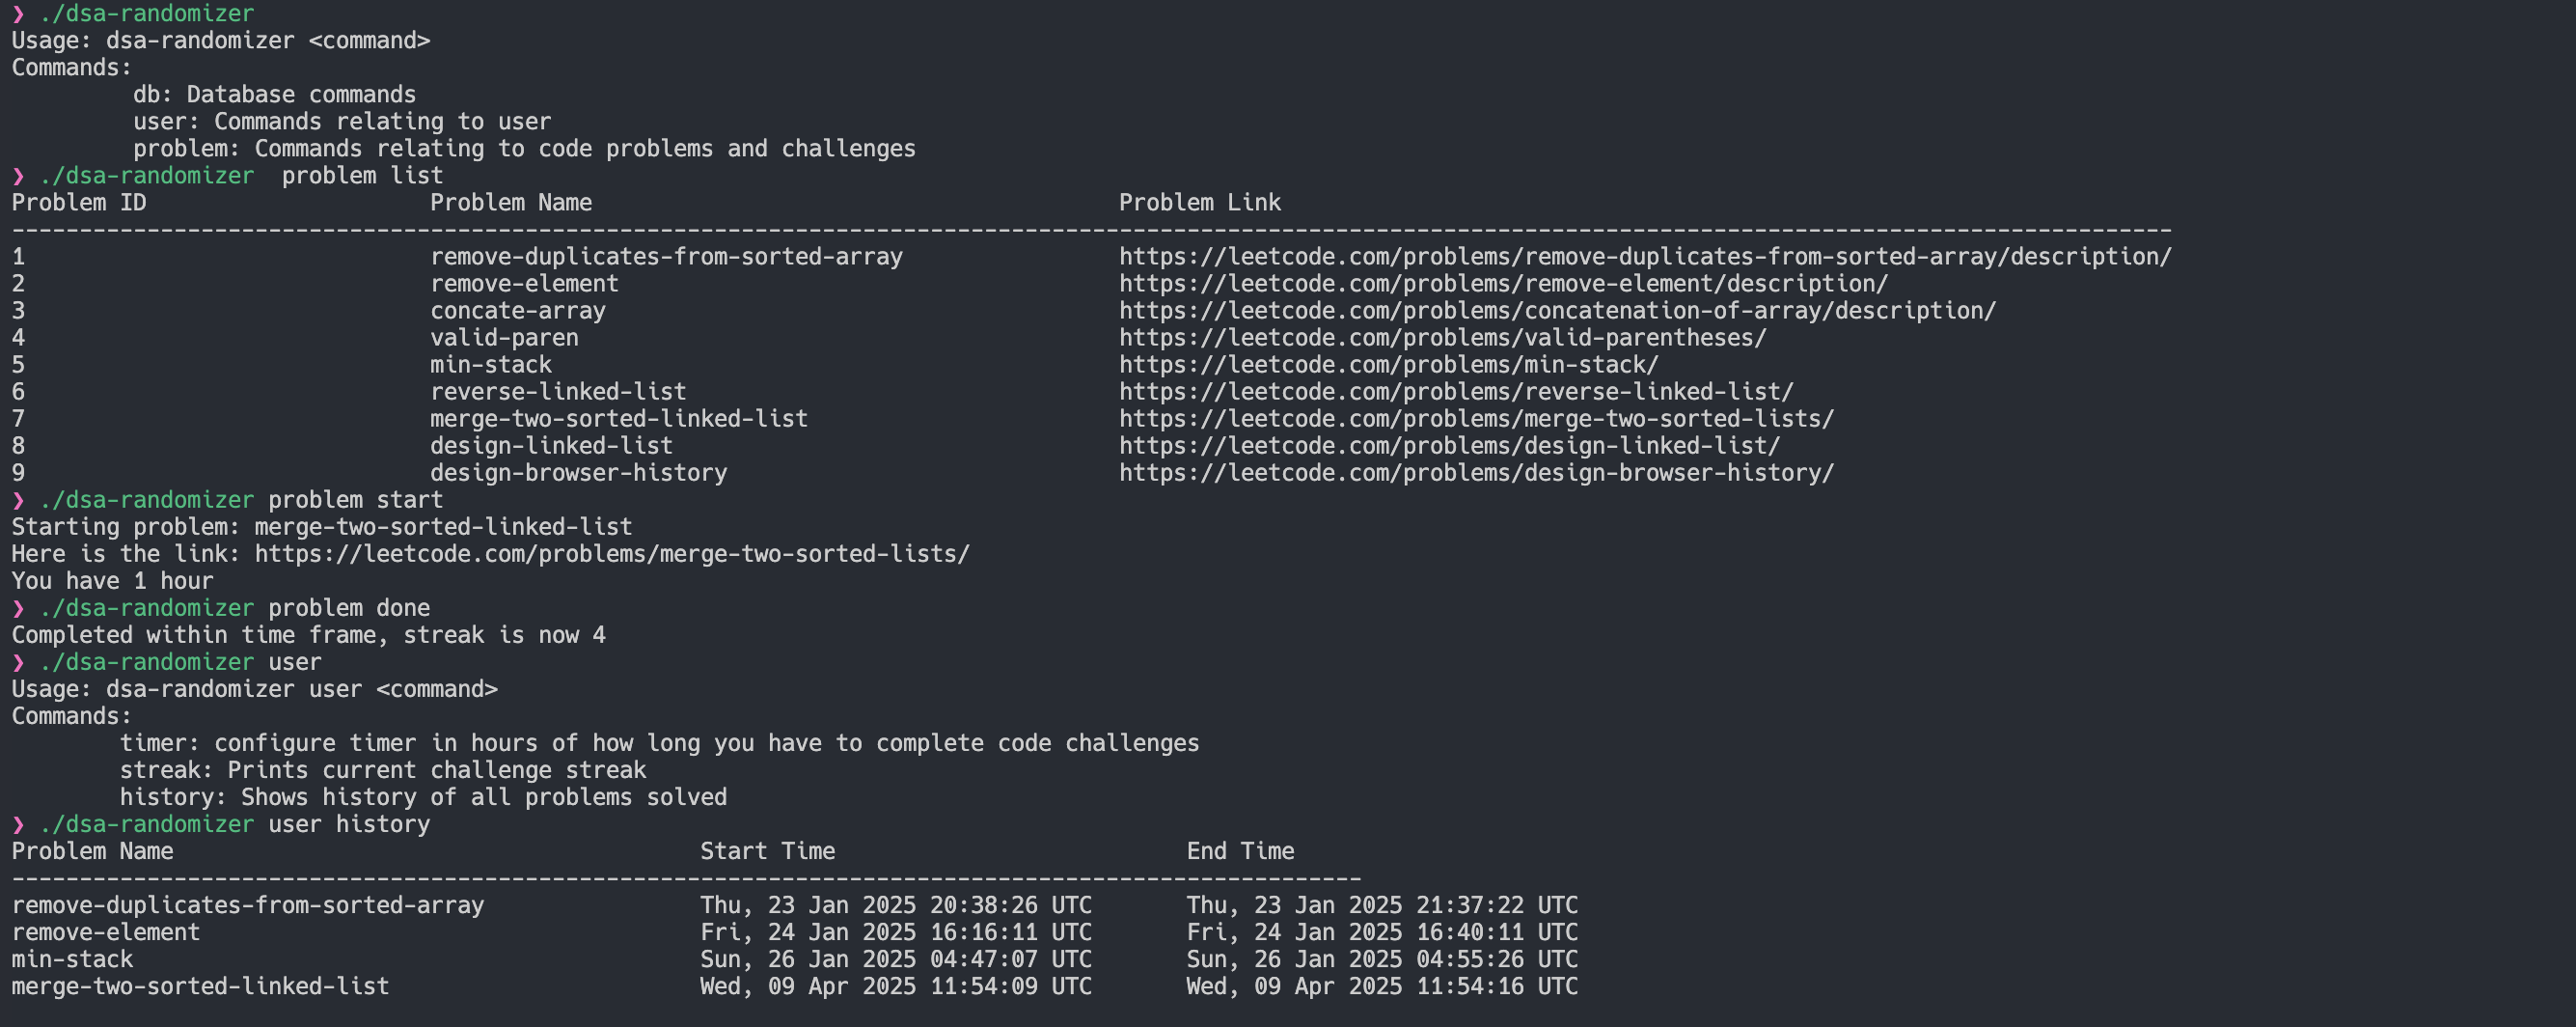 ❯ ./dsa-randomizer
Usage: dsa-randomizer <command>
Commands:
         db: Database commands
         user: Commands relating to user
         problem: Commands relating to code problems and challenges
❯ ./dsa-randomizer  problem list
Problem ID                     Problem Name                                       Problem Link
----------------------------------------------------------------------------------------------------------------------------------------------------------------
1                              remove-duplicates-from-sorted-array                https://leetcode.com/problems/remove-duplicates-from-sorted-array/description/
2                              remove-element                                     https://leetcode.com/problems/remove-element/description/
3                              concate-array                                      https://leetcode.com/problems/concatenation-of-array/description/
4                              valid-paren                                        https://leetcode.com/problems/valid-parentheses/
5                              min-stack                                          https://leetcode.com/problems/min-stack/
6                              reverse-linked-list                                https://leetcode.com/problems/reverse-linked-list/
7                              merge-two-sorted-linked-list                       https://leetcode.com/problems/merge-two-sorted-lists/
8                              design-linked-list                                 https://leetcode.com/problems/design-linked-list/
9                              design-browser-history                             https://leetcode.com/problems/design-browser-history/
❯ ./dsa-randomizer problem start
Starting problem: merge-two-sorted-linked-list
Here is the link: https://leetcode.com/problems/merge-two-sorted-lists/
You have 1 hour
❯ ./dsa-randomizer problem done
Completed within time frame, streak is now 4
❯ ./dsa-randomizer user
Usage: dsa-randomizer user <command>
Commands:
        timer: configure timer in hours of how long you have to complete code challenges
        streak: Prints current challenge streak
        history: Shows history of all problems solved
❯ ./dsa-randomizer user history
Problem Name                                       Start Time                          End Time
----------------------------------------------------------------------------------------------------
remove-duplicates-from-sorted-array                Thu, 23 Jan 2025 20:38:26 UTC       Thu, 23 Jan 2025 21:37:22 UTC
remove-element                                     Fri, 24 Jan 2025 16:16:11 UTC       Fri, 24 Jan 2025 16:40:11 UTC
min-stack                                          Sun, 26 Jan 2025 04:47:07 UTC       Sun, 26 Jan 2025 04:55:26 UTC
merge-two-sorted-linked-list                       Wed, 09 Apr 2025 11:54:09 UTC       Wed, 09 Apr 2025 11:54:16 UTC